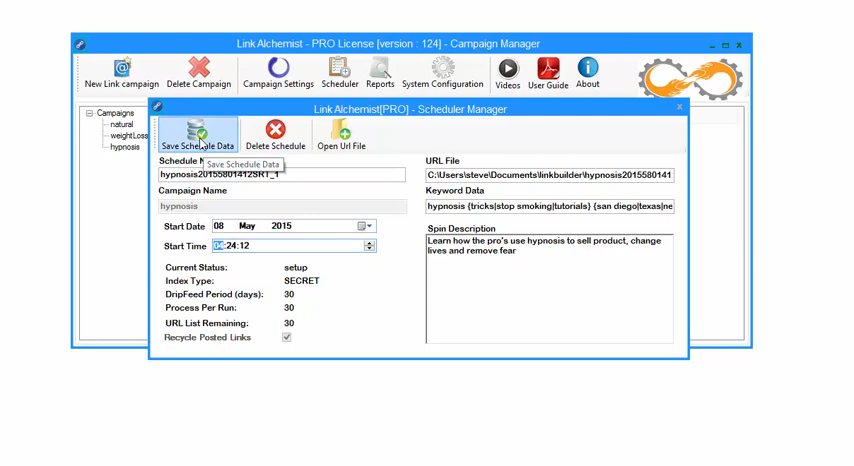 Link Alchemist - PRO License [version : 124] - Campaign Manager
New Link campaign
Delete Campaign
Campaign Settings
Scheduler
Reports
System Configuration
Videos
User Guide
About
Campaigns
natural
weightLoss
hypnosis
Link Alchemist[PRO] - Scheduler Manager
x
Save Schedule Data
Delete Schedule
Open Url File
Save Schedule Data
Schedule
hypnosis20155801412SRT_1
Campaign Name
hypnosis
Start Date 08 May 2015
Start Time 04:24:12
Current Status: setup
Index Type: SECRET
DripFeed Period (days): 30
Process Per Run: 30
URL List Remaining: 30
Recycle Posted Links
URL File
C:\Users\steve\Documents\linkbuilder\hypnosis2015580141
Keyword Data
hypnosis {tricks|stop smoking|tutorials} {san diego|texas|ne
Spin Description
Learn how the pro's use hypnosis to sell product, change
lives and remove fear